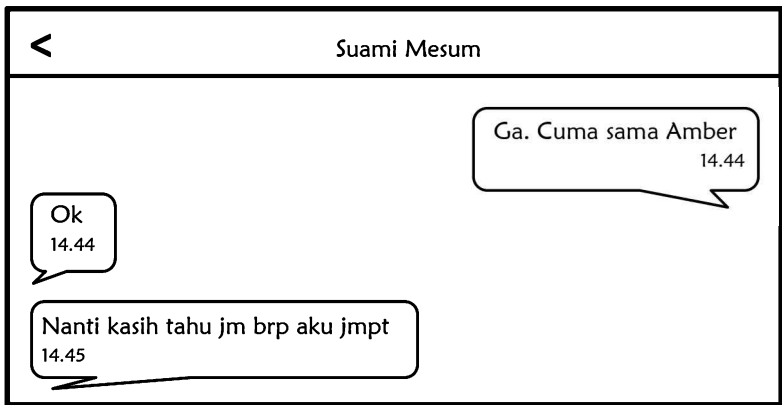 <
Suami Mesum
Ga. Cuma sama Amber
14.44
Ok
14.44
Nanti kasih tahu jm brp aku jmpt
14.45